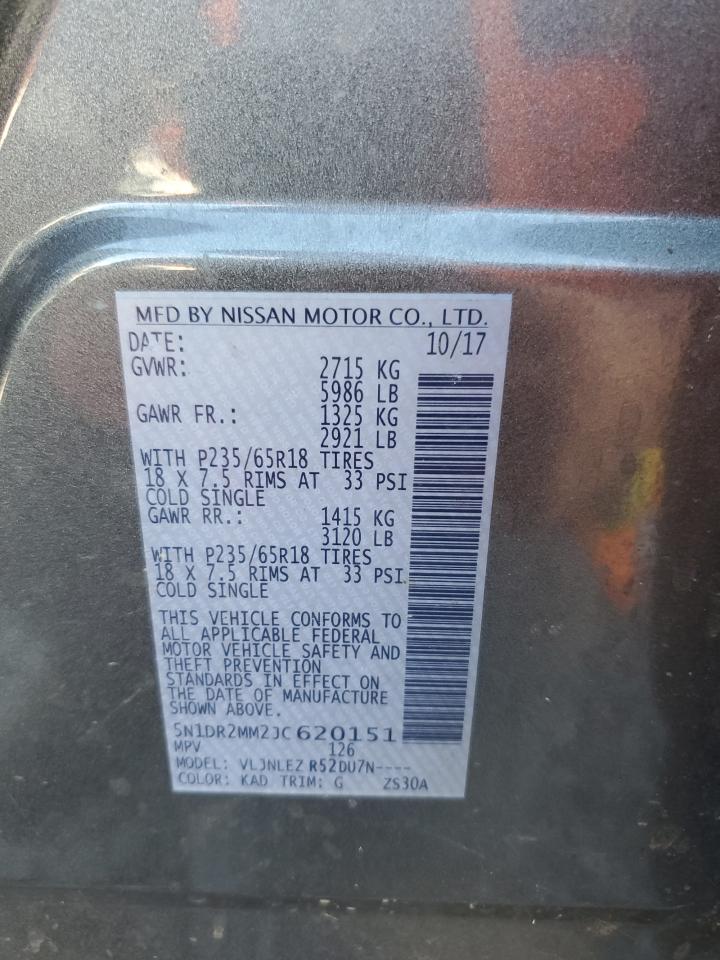 MFD BY NISSAN MOTOR CO., LTD.
DATE: 10/17
GVWR: 2715 KG
5986 LB
GAWR FR.: 1325 KG
2921 LB
WITH P235/65R18 TIRES
18 X 7.5 RIMS AT 33 PSI
COLD SINGLE
GAWR RR.: 1415 KG
3120 LB
WITH P235/65R18 TIRES
18 X 7.5 RIMS AT 33 PSI
COLD SINGLE
THIS VEHICLE CONFORMS TO
ALL APPLICABLE FEDERAL
MOTOR VEHICLE SAFETY AND
THEFT PREVENTION
STANDARDS IN EFFECT ON
THE DATE OF MANUFACTURE
SHOWN ABOVE.
5N1DR2MM2JC620151
MPV 126
MODEL: VLJNLEZ R52DU7N----
COLOR: KAD TRIM: G ZS30A